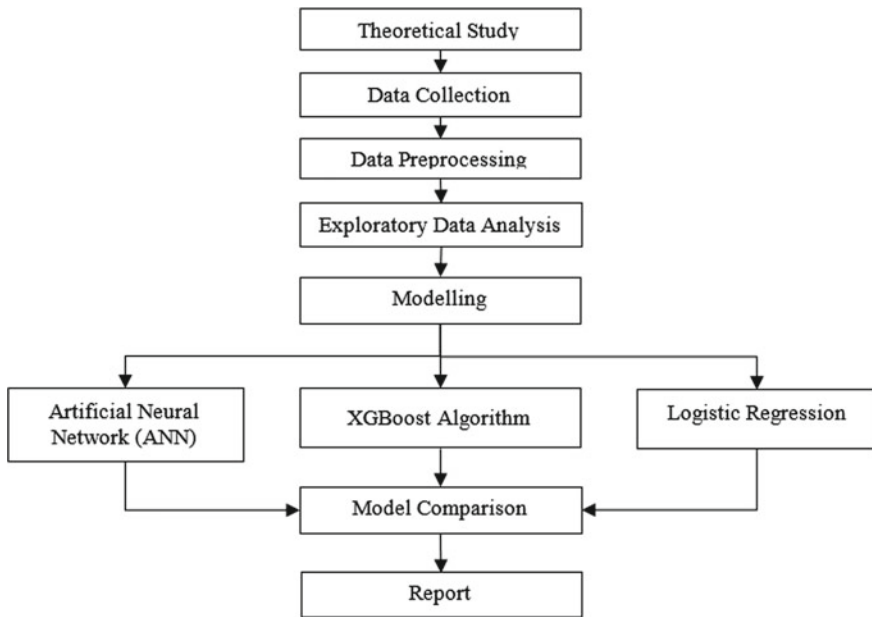 Theoretical Study
Data Collection
Data Preprocessing
Exploratory Data Analysis
Modelling
Artificial Neural
Network (ANN)
XGBoost Algorithm
Logistic Regression
Model Comparison
Report